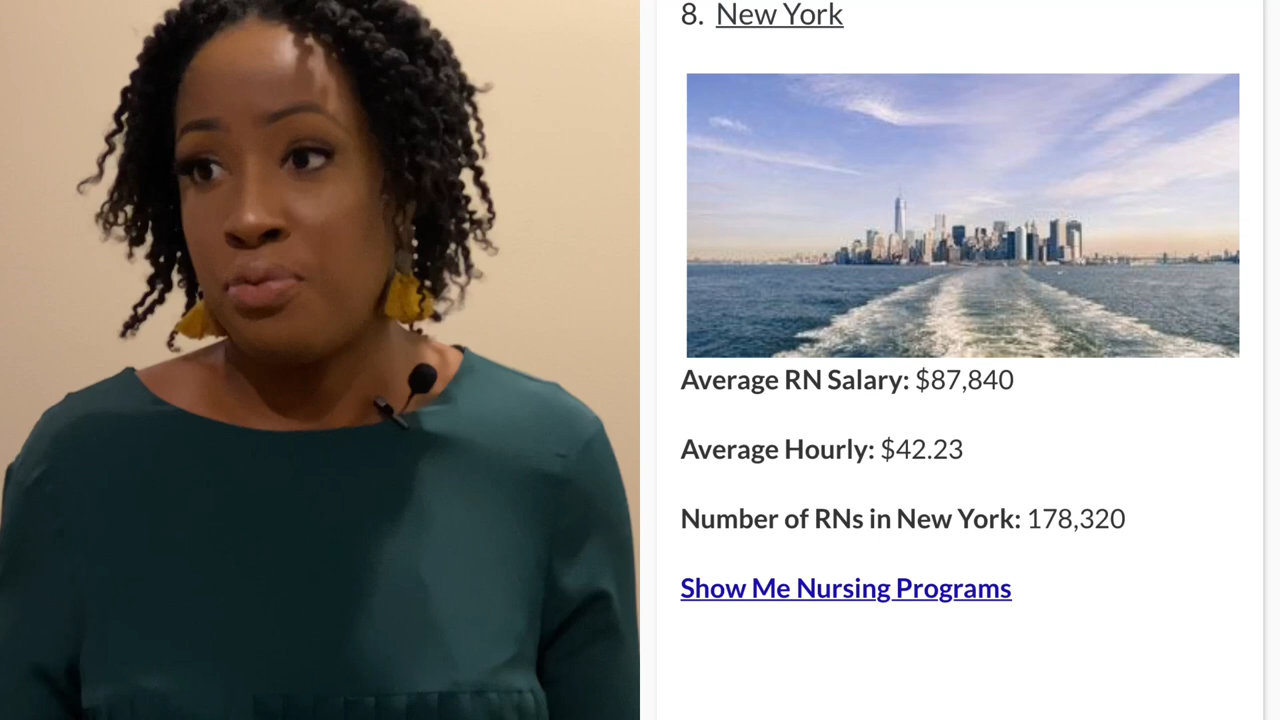 8. New York
Average RN Salary: $87,840
Average Hourly: $42.23
Number of RNs in New York: 178,320
Show Me Nursing Programs